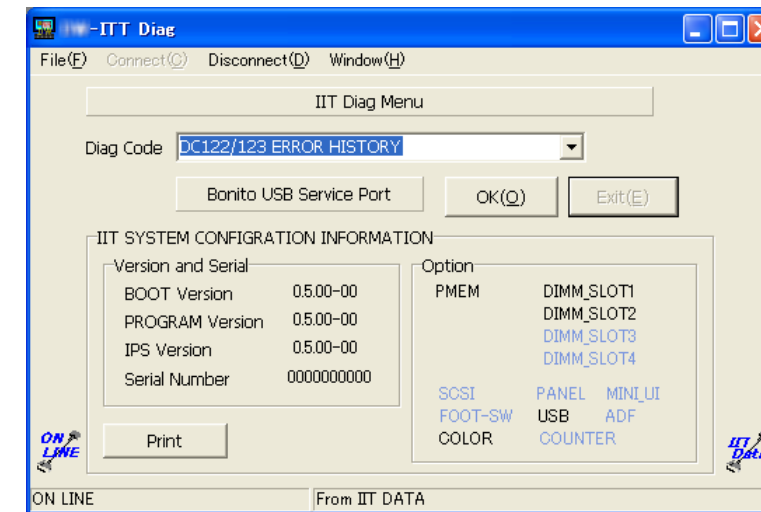 -ITT Diag
File(F) Connect(C) Disconnect(D) Window(H)
IIT Diag Menu
Diag Code DC122/123 ERROR HISTORY
Bonito USB Service Port OK(O) Exit(E)
IIT SYSTEM CONFIGRATION INFORMATION
Version and Serial
BOOT Version 0.5.00-00
PROGRAM Version 0.5.00-00
IPS Version 0.5.00-00
Serial Number 0000000000
Print
Option
PMEM DIMM_SLOT1
DIMM_SLOT2
DIMM_SLOT3
DIMM_SLOT4
SCSI PANEL MINI_UI
FOOT-SW USB ADF
COLOR COUNTER
ON LINE
IIT
ON LINE From IIT DATA